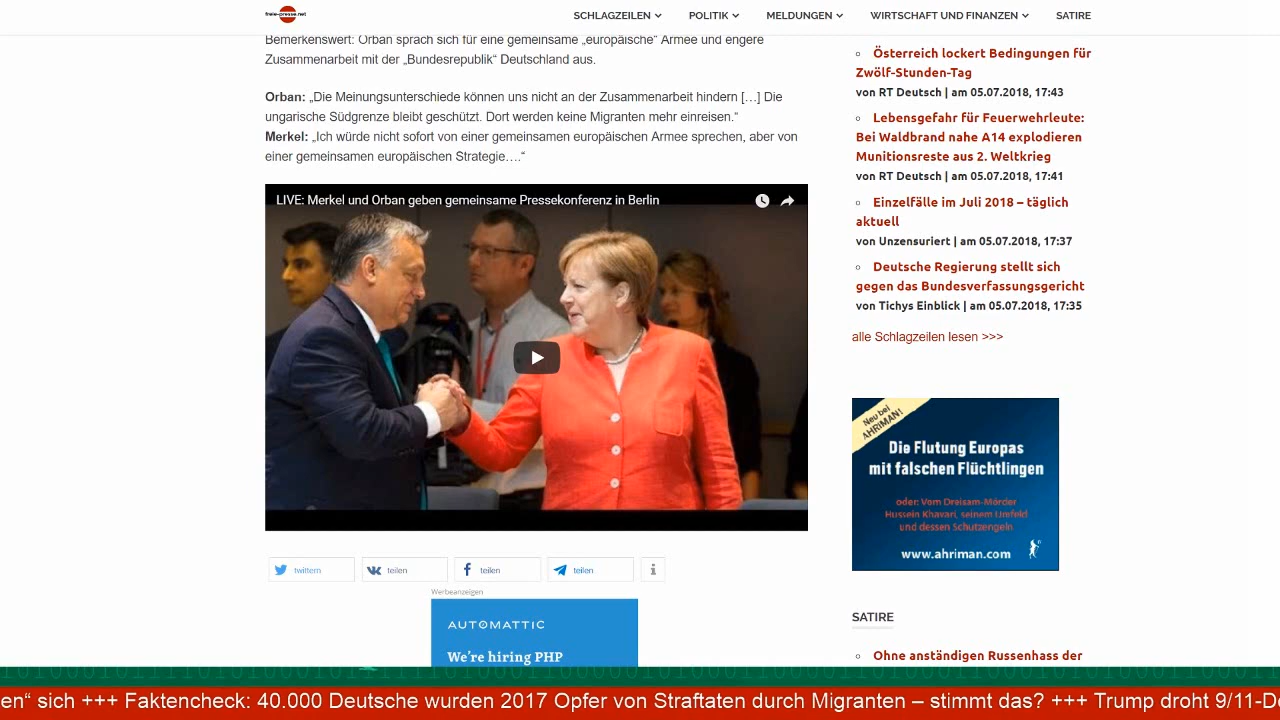 freie-presse.net
SCHLAGZEILEN
POLITIK
MELDUNGEN
WIRTSCHAFT UND FINANZEN
SATIRE
Bemerkenswert: Orban sprach sich für eine gemeinsame „europäische“ Armee und engere
Zusammenarbeit mit der „Bundesrepublik“ Deutschland aus.
Orban: „Die Meinungsunterschiede können uns nicht an der Zusammenarbeit hindern […] Die
ungarische Südgrenze bleibt geschützt. Dort werden keine Migranten mehr einreisen.“
Merkel: „Ich würde nicht sofort von einer gemeinsamen europäischen Armee sprechen, aber von
einer gemeinsamen europäischen Strategie….“
LIVE: Merkel und Orban geben gemeinsame Pressekonferenz in Berlin
twittern
teilen
teilen
teilen
Werbeanzeigen
AUTOMATTIC
We’re hiring PHP
Österreich lockert Bedingungen für
Zwölf-Stunden-Tag
von RT Deutsch | am 05.07.2018, 17:43
Lebensgefahr für Feuerwehrleute:
Bei Waldbrand nahe A14 explodieren
Munitionsreste aus 2. Weltkrieg
von RT Deutsch | am 05.07.2018, 17:41
Einzelfälle im Juli 2018 – täglich
aktuell
von Unzensuriert | am 05.07.2018, 17:37
Deutsche Regierung stellt sich
gegen das Bundesverfassungsgericht
von Tichys Einblick | am 05.07.2018, 17:35
alle Schlagzeilen lesen >>>
Neu bei
AHRIMAN!
Die Flutung Europas
mit falschen Flüchtlingen
oder: Vom Dreisam-Mörder
Hussein Khavari, seinem Umfeld
und dessen Schutzengeln
www.ahriman.com
SATIRE
Ohne anständigen Russenhass der
en“ sich +++ Faktencheck: 40.000 Deutsche wurden 2017 Opfer von Straftaten durch Migranten – stimmt das? +++ Trump droht 9/11-D